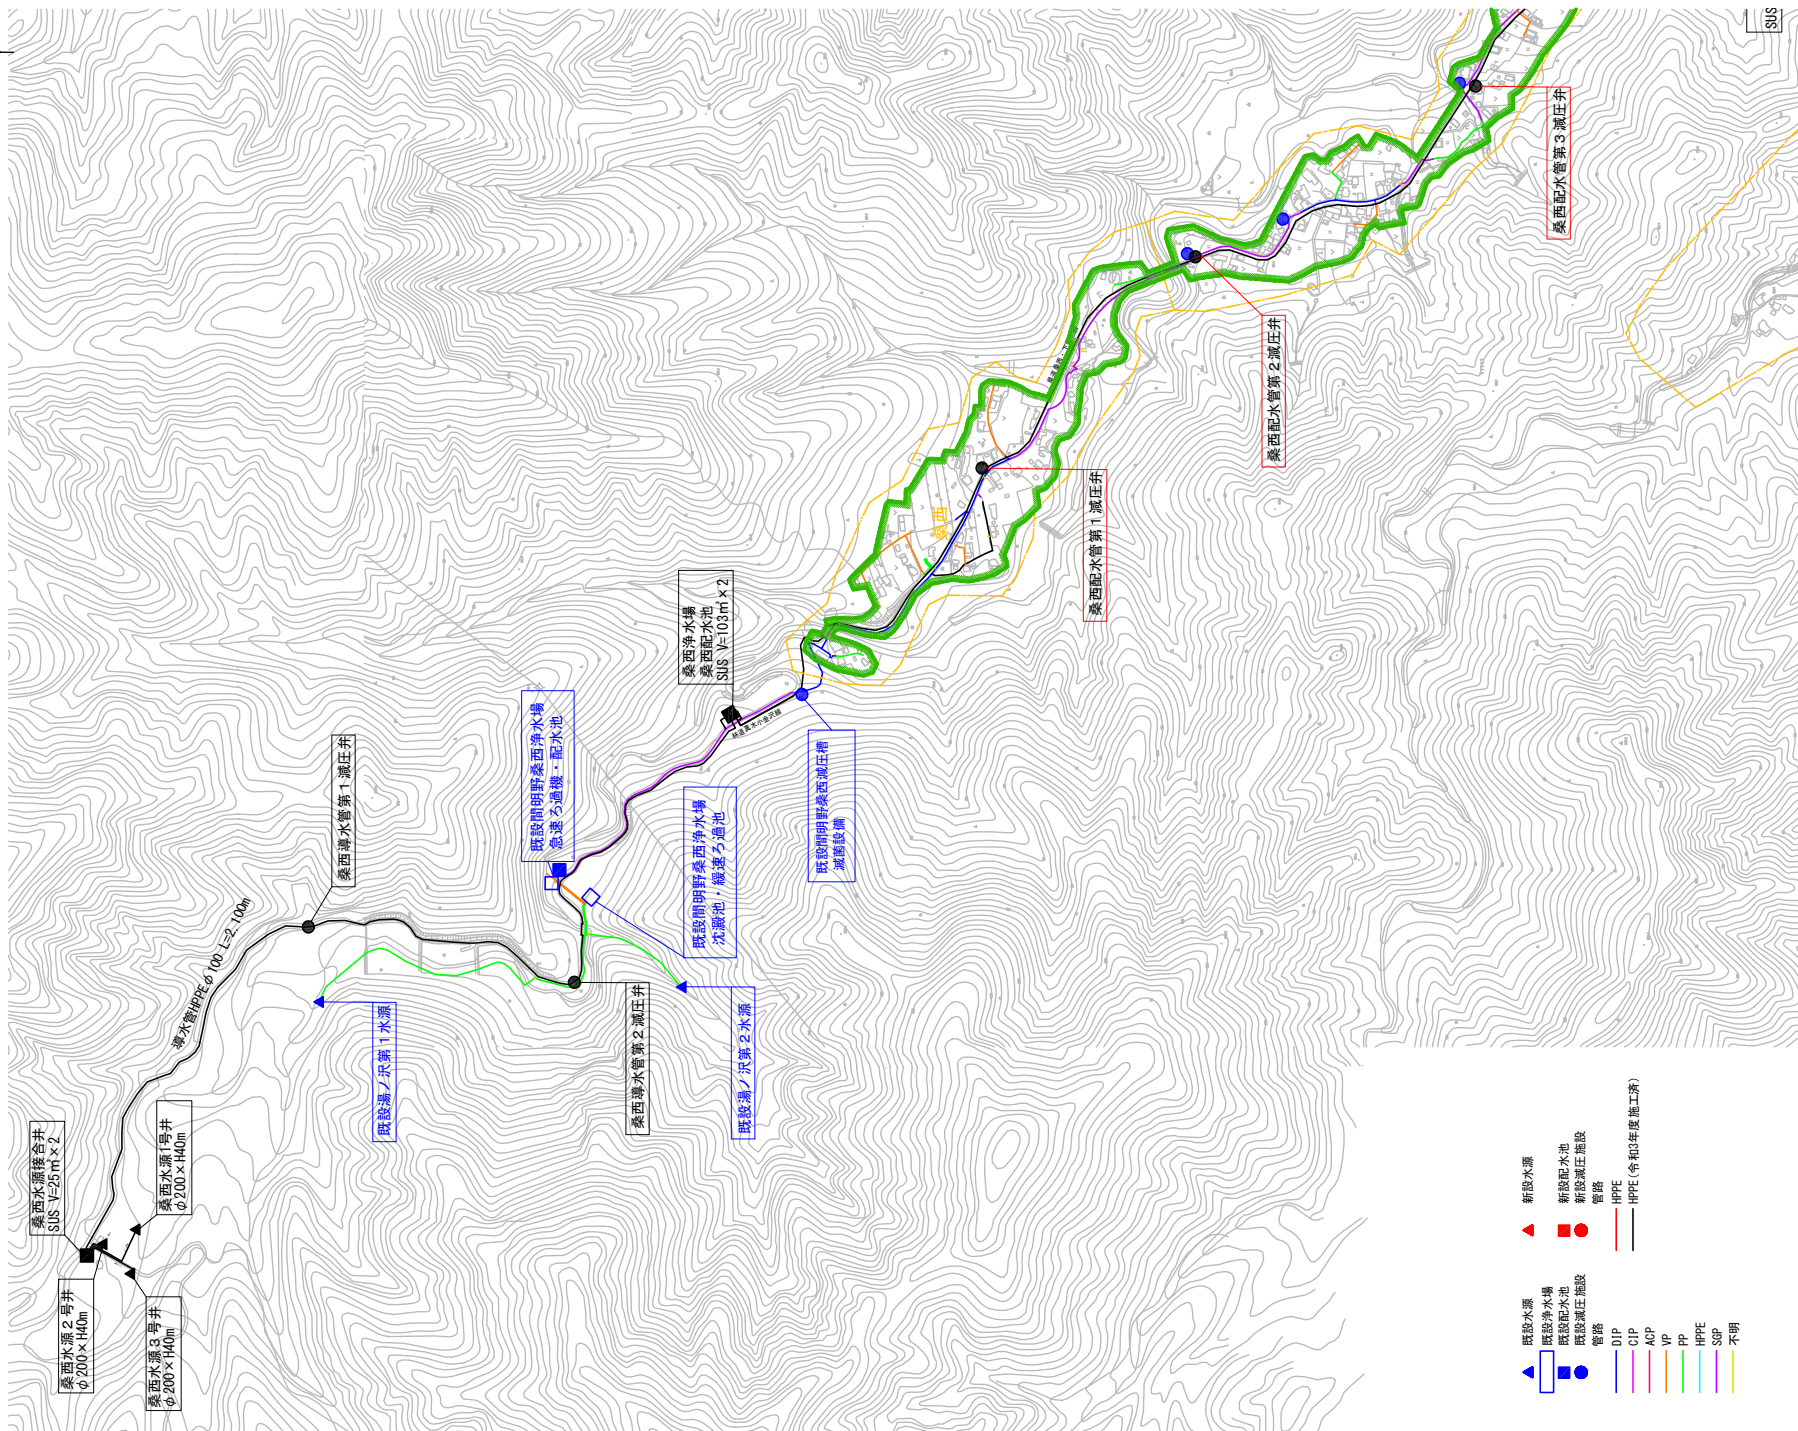 桑西水源接合井
SUS V=25㎥×2
桑西水源1号井
φ200×H40m
桑西水源2号井
φ200×H40m
桑西水源3号井
φ200×H40m
導水管HPPEφ100 L=2,100m
桑西導水管第1減圧弁
既設湯ノ沢第1水源
桑西導水管第2減圧弁
既設湯ノ沢第2水源
既設間明野桑西浄水場
急速ろ過機・配水池
既設間明野桑西浄水場
沈澱池・緩速ろ過池
桑西浄水場
桑西配水池
SUS V=103㎥×2
林道真木小金沢線
既設間明野桑西減圧槽
滅菌設備
桑西
桑西配水管第1減圧弁
桑西配水管第2減圧弁
桑西配水管第3減圧弁
SUS
既設水源
既設浄水場
既設配水池
既設減圧施設
管路
DIP
CIP
ACP
VP
PP
HPPE
SGP
不明
新設水源
新設配水池
新設減圧施設
管路
HPPE
HPPE(令和3年度施工済)